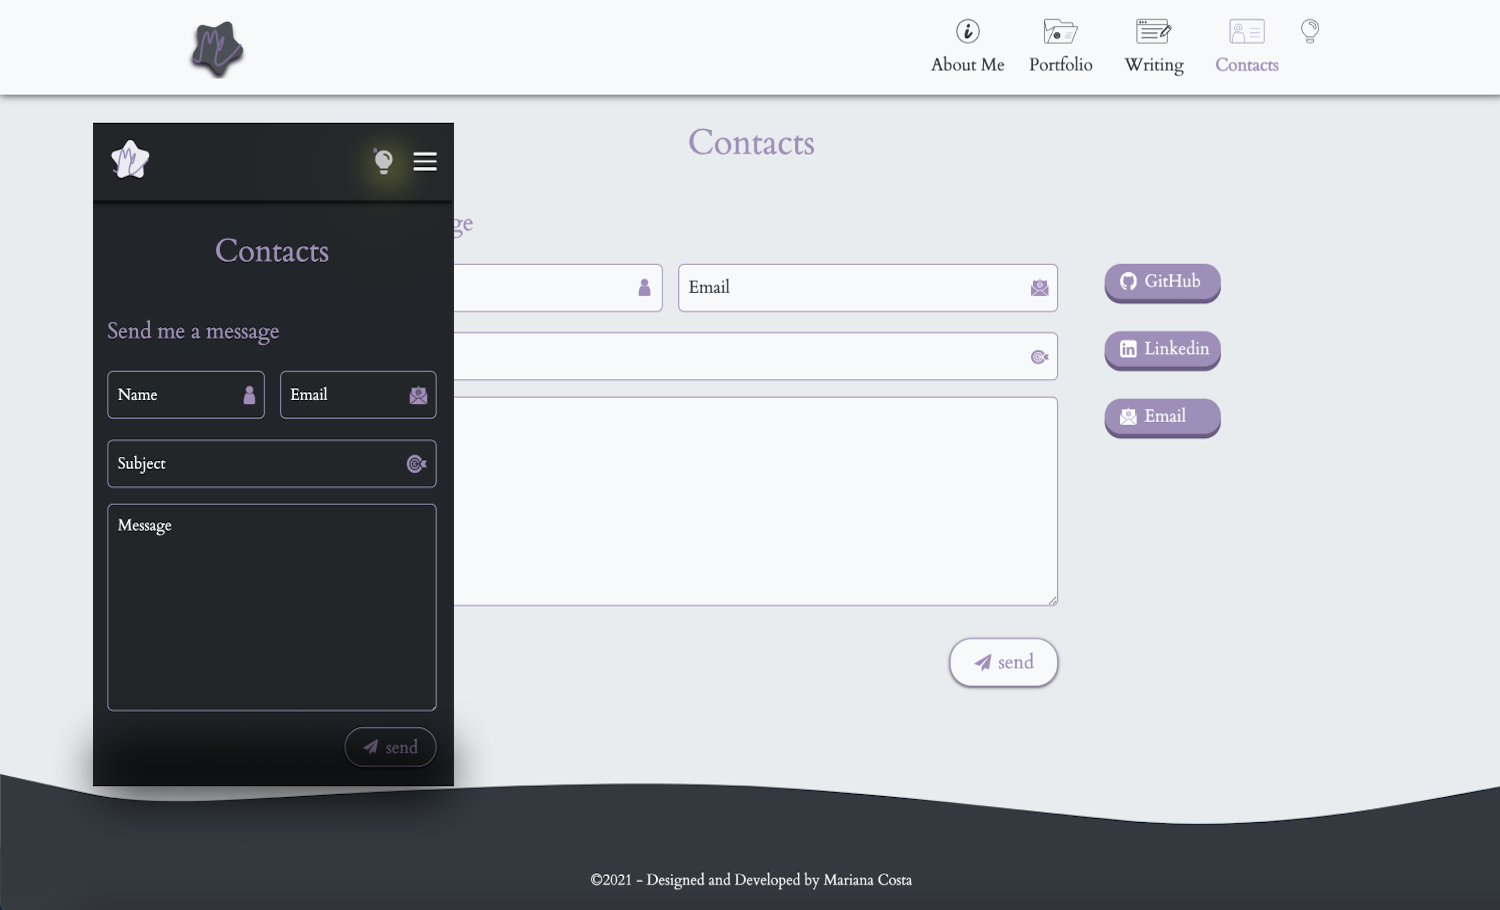 About Me
Portfolio
Writing
Contacts
Contacts
ge
Email
GitHub
Linkedin
Email
send
Contacts
Send me a message
Name
Email
Subject
Message
send
©2021 - Designed and Developed by Mariana Costa